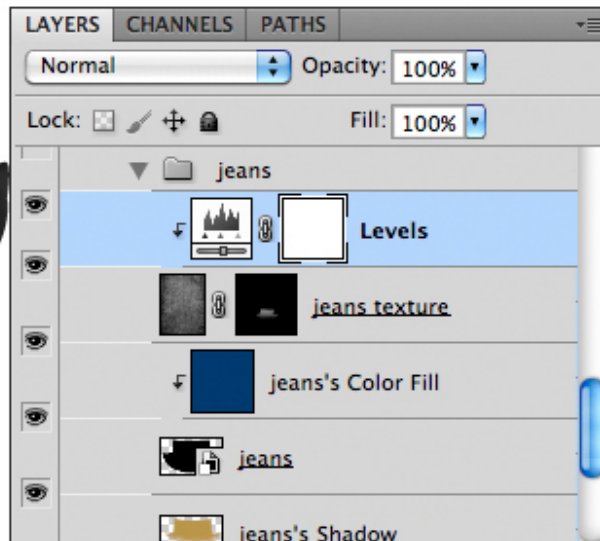 LAYERS CHANNELS PATHS
Normal Opacity: 100%
Lock: Fill: 100%
jeans
Levels
jeans texture
jeans's Color Fill
jeans
jeans's Shadow